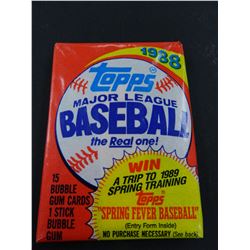 1988
Topps
MAJOR LEAGUE
BASEBALL
the Real one!
WIN
A TRIP TO 1989
SPRING TRAINING
Topps
"SPRING FEVER BASEBALL"
(Entry Form Inside)
NO PURCHASE NECESSARY (See back)
15
BUBBLE
GUM CARDS
1 STICK
BUBBLE
GUM